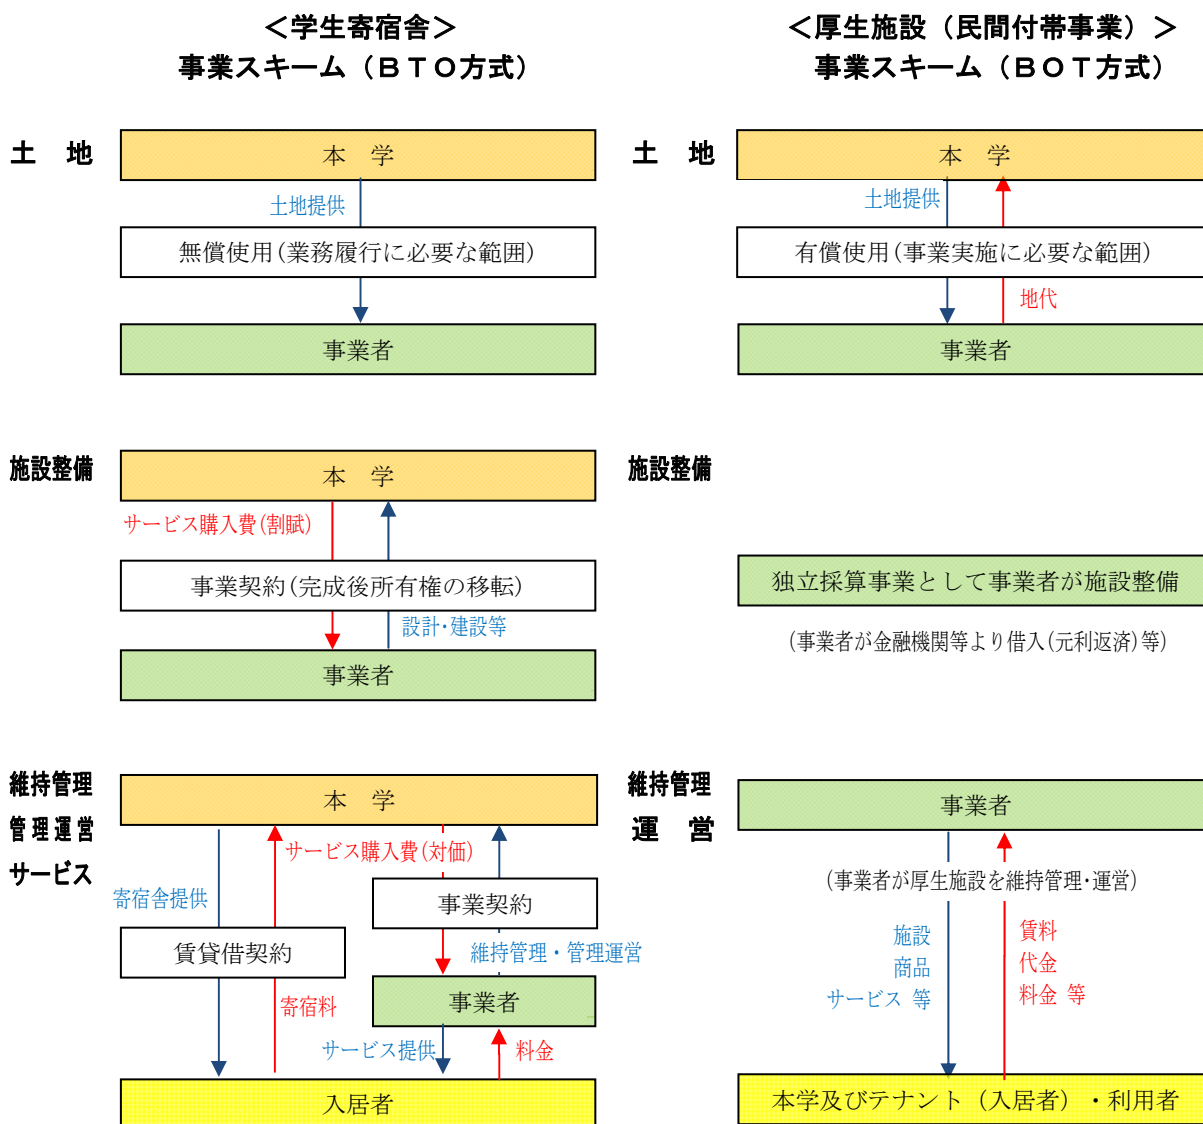 ＜学生寄宿舎＞
事業スキーム（ＢＴＯ方式）
土　地
本　学
土地提供
無償使用(業務履行に必要な範囲)
事業者
施設整備
本　学
サービス購入費(割賦)
事業契約(完成後所有権の移転)
設計・建設等
事業者
維持管理
管理運営
サービス
本　学
サービス購入費(対価)
寄宿舎提供
事業契約
賃貸借契約
維持管理・管理運営
寄宿料
事業者
サービス提供
料金
入居者
＜厚生施設（民間付帯事業）＞
事業スキーム（ＢＯＴ方式）
土　地
本　学
土地提供
有償使用(事業実施に必要な範囲)
地代
事業者
施設整備
独立採算事業として事業者が施設整備
(事業者が金融機関等より借入(元利返済)等)
維持管理
運　営
事業者
(事業者が厚生施設を維持管理・運営)
施設
商品
サービス 等
賃料
代金
料金 等
本学及びテナント（入居者）・利用者